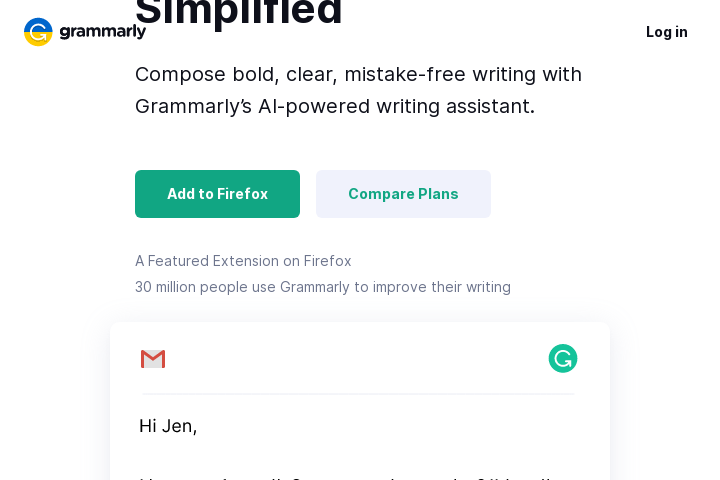 Simplified
grammarly
Log in
Compose bold, clear, mistake-free writing with
Grammarly’s AI-powered writing assistant.
Add to Firefox
Compare Plans
A Featured Extension on Firefox
30 million people use Grammarly to improve their writing
Hi Jen,